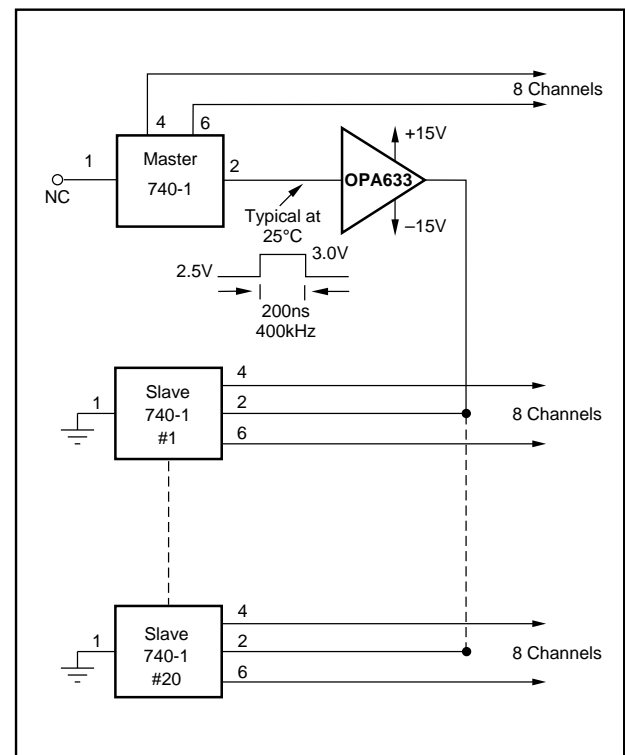 8 Channels
4
6
1
Master
740-1
2
OPA633
+15V
–15V
NC
Typical at
25°C
2.5V
3.0V
200ns
400kHz
4
1
Slave
740-1
#1
2
8 Channels
6
4
1
Slave
740-1
#20
2
8 Channels
6